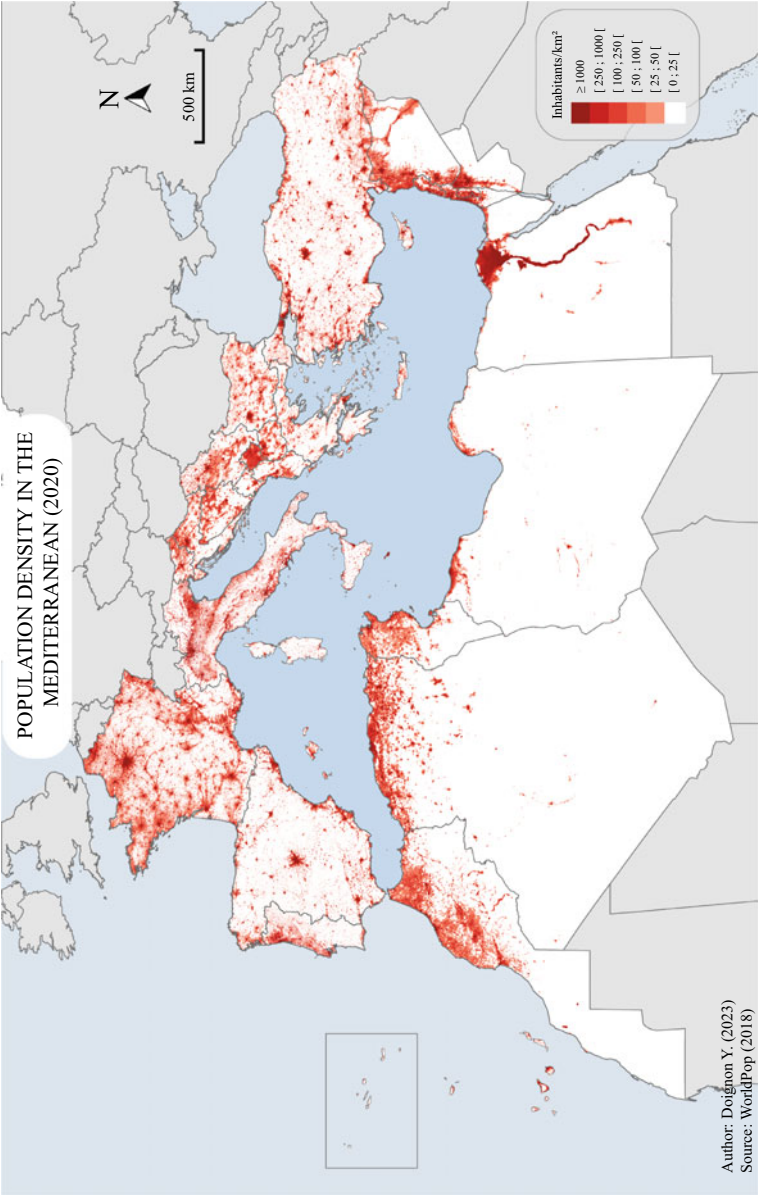 POPULATION DENSITY IN THE
MEDITERRANEAN (2020)
N
500 km
Inhabitants/km²
≥ 1000
[ 250 ; 1000 [
[ 100 ; 250 [
[ 50 ; 100 [
[ 25 ; 50 [
[ 0 ; 25 [
Author: Doignon Y. (2023)
Source: WorldPop (2018)